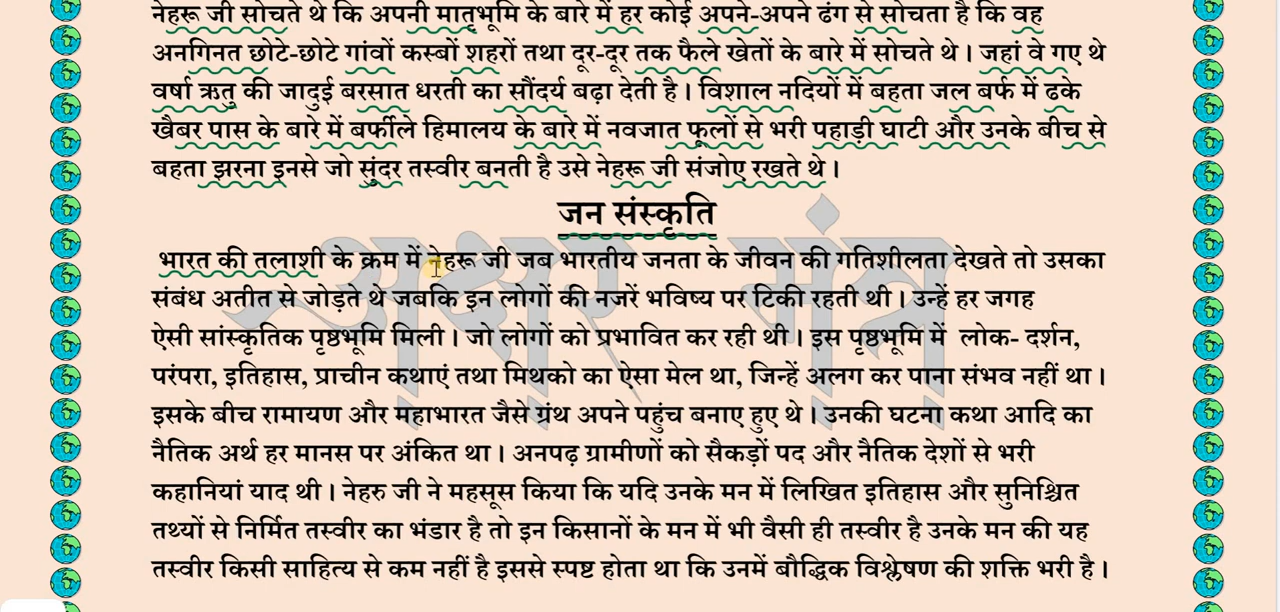 नेहरू जी सोचते थे कि अपनी मातृभूमि के बारे में हर कोई अपने-अपने ढंग से सोचता है कि वह
अनगिनत छोटे-छोटे गांवों कस्बों शहरों तथा दूर-दूर तक फैले खेतों के बारे में सोचते थे। जहां वे गए थे
वर्षा ऋतु की जादुई बरसात धरती का सौंदर्य बढ़ा देती है। विशाल नदियों में बहता जल बर्फ में ढके
खैबर पास के बारे में बर्फीले हिमालय के बारे में नवजात फूलों से भरी पहाड़ी घाटी और उनके बीच से
बहता झरना इनसे जो सुंदर तस्वीर बनती है उसे नेहरू जी संजोए रखते थे।
जन संस्कृति
भारत की तलाशी के क्रम में नेहरू जी जब भारतीय जनता के जीवन की गतिशीलता देखते तो उसका
संबंध अतीत से जोड़ते थे जबकि इन लोगों की नजरें भविष्य पर टिकी रहती थी। उन्हें हर जगह
ऐसी सांस्कृतिक पृष्ठभूमि मिली। जो लोगों को प्रभावित कर रही थी। इस पृष्ठभूमि में लोक- दर्शन,
परंपरा, इतिहास, प्राचीन कथाएं तथा मिथको का ऐसा मेल था, जिन्हें अलग कर पाना संभव नहीं था।
इसके बीच रामायण और महाभारत जैसे ग्रंथ अपने पहुंच बनाए हुए थे। उनकी घटना कथा आदि का
नैतिक अर्थ हर मानस पर अंकित था। अनपढ़ ग्रामीणों को सैकड़ों पद और नैतिक देशों से भरी
कहानियां याद थी। नेहरु जी ने महसूस किया कि यदि उनके मन में लिखित इतिहास और सुनिश्चित
तथ्यों से निर्मित तस्वीर का भंडार है तो इन किसानों के मन में भी वैसी ही तस्वीर है उनके मन की यह
तस्वीर किसी साहित्य से कम नहीं है इससे स्पष्ट होता था कि उनमें बौद्धिक विश्लेषण की शक्ति भरी है।
अक्षर मंत्र